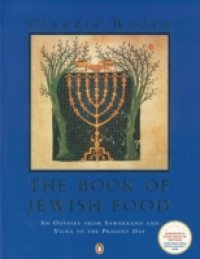 Claudia Roden
THE BOOK OF
JEWISH FOOD
AN ODYSSEY FROM SAMARKAND AND
VILNA TO THE PRESENT DAY